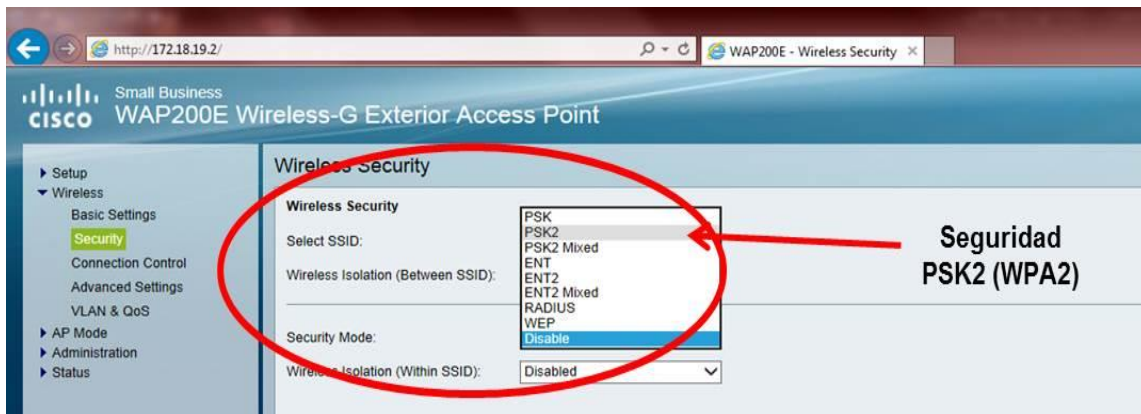 http://172.18.19.2/
WAP200E - Wireless Security
Small Business
CISCO WAP200E Wireless-G Exterior Access Point
Setup
Wireless
Basic Settings
Security
Connection Control
Advanced Settings
VLAN & QoS
AP Mode
Administration
Status
Wireless Security
Wireless Security
Select SSID:
Wireless Isolation (Between SSID):
Security Mode:
Wireless Isolation (Within SSID): Disabled
PSK
PSK2
PSK2 Mixed
ENT
ENT2
ENT2 Mixed
RADIUS
WEP
Disable
Seguridad
PSK2 (WPA2)